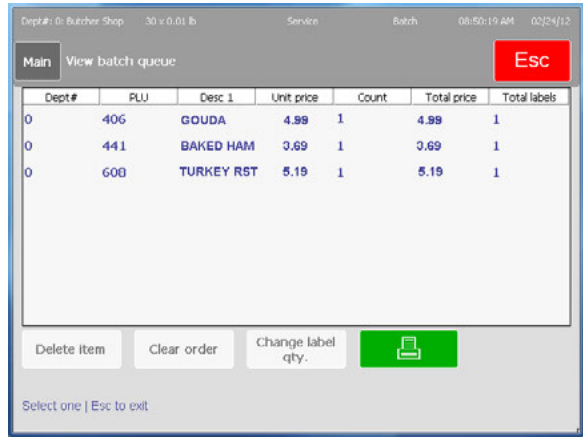 Dept#: 0: Butcher Shop 30 x 0.01 lb Service Batch 08:50:19 AM 02/24/12
Main View batch queue Esc
Dept# PLU Desc 1 Unit price Count Total price Total labels
0 406 GOUDA 4.99 1 4.99 1
0 441 BAKED HAM 3.69 1 3.69 1
0 608 TURKEY RST 5.19 1 5.19 1
Delete item Clear order Change label qty.
Select one | Esc to exit